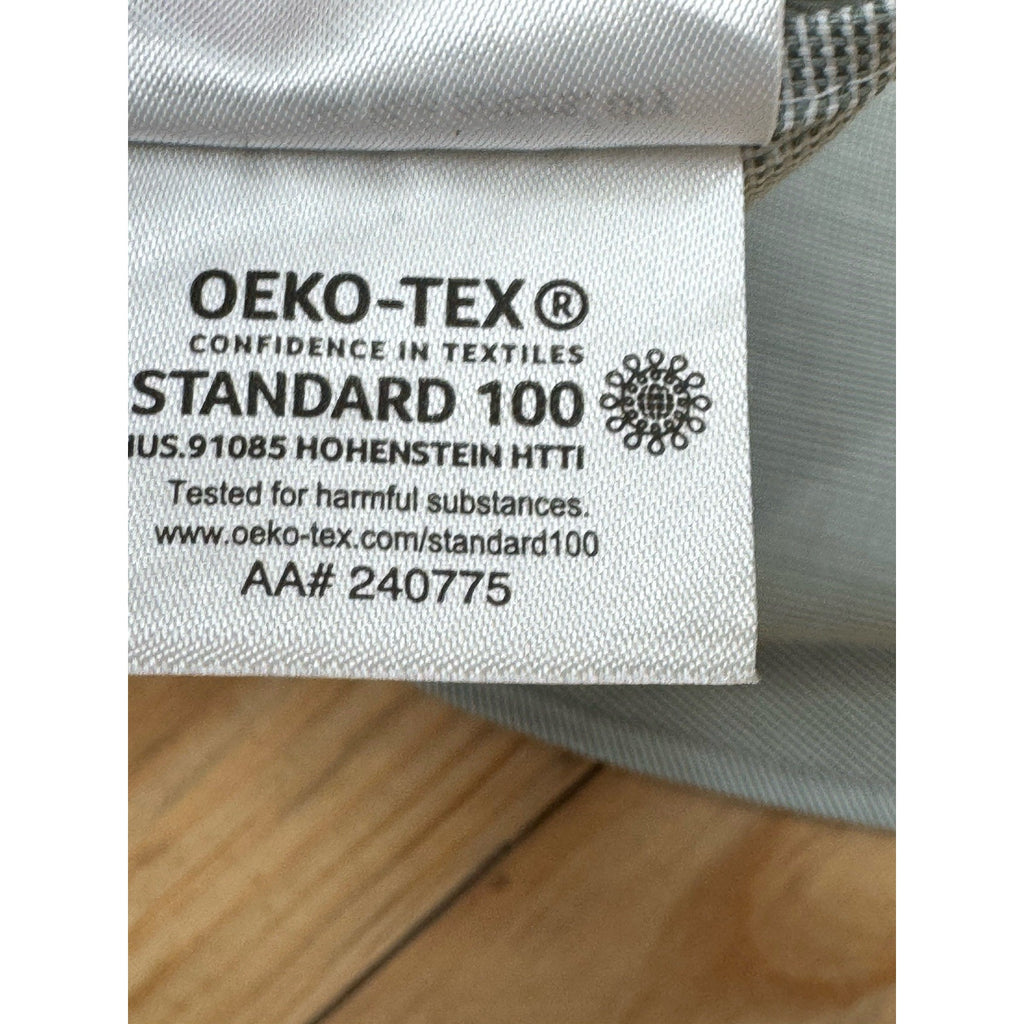 OEKO-TEX®
CONFIDENCE IN TEXTILES
STANDARD 100
IUS.91085 HOHENSTEIN HTTI
Tested for harmful substances.
www.oeko-tex.com/standard100
AA# 240775